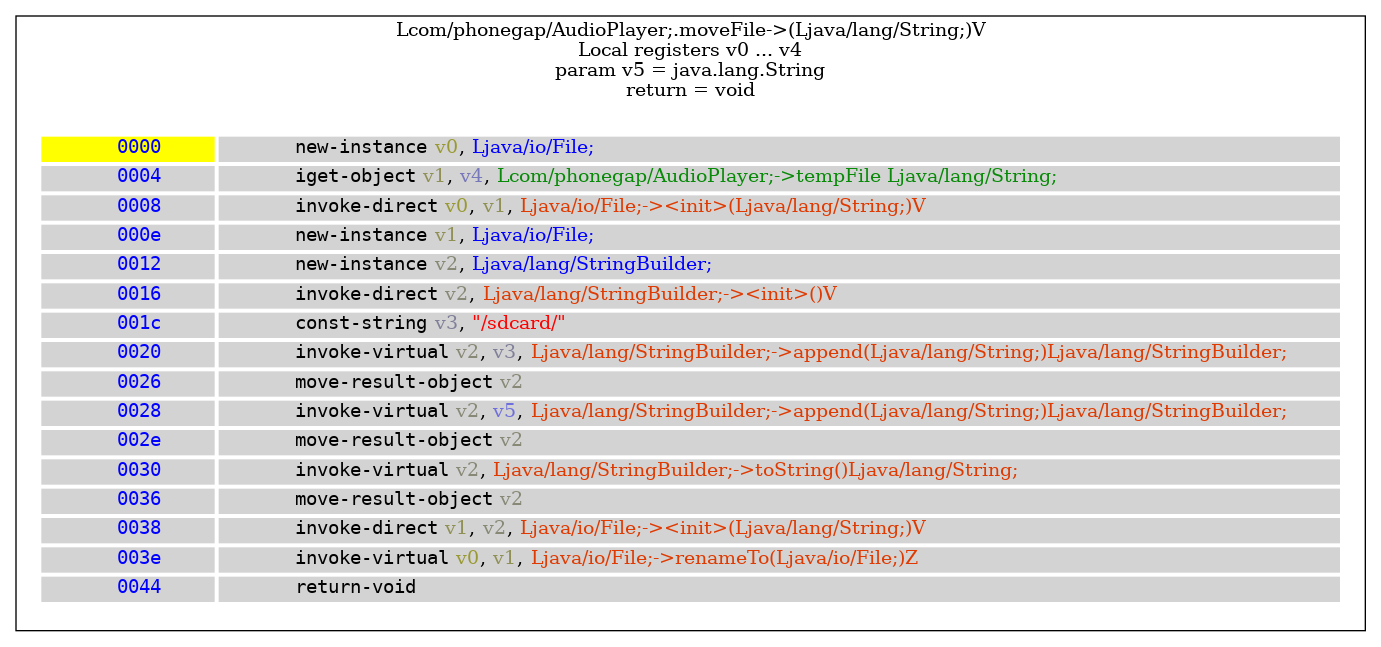 Lcom/phonegap/AudioPlayer;.moveFile->(Ljava/lang/String;)V
Local registers v0 ... v4
param v5 = java.lang.String
return = void
0000 new-instance v0, Ljava/io/File;
0004 iget-object v1, v4, Lcom/phonegap/AudioPlayer;->tempFile Ljava/lang/String;
0008 invoke-direct v0, v1, Ljava/io/File;-><init>(Ljava/lang/String;)V
000e new-instance v1, Ljava/io/File;
0012 new-instance v2, Ljava/lang/StringBuilder;
0016 invoke-direct v2, Ljava/lang/StringBuilder;-><init>()V
001c const-string v3, "/sdcard/"
0020 invoke-virtual v2, v3, Ljava/lang/StringBuilder;->append(Ljava/lang/String;)Ljava/lang/StringBuilder;
0026 move-result-object v2
0028 invoke-virtual v2, v5, Ljava/lang/StringBuilder;->append(Ljava/lang/String;)Ljava/lang/StringBuilder;
002e move-result-object v2
0030 invoke-virtual v2, Ljava/lang/StringBuilder;->toString()Ljava/lang/String;
0036 move-result-object v2
0038 invoke-direct v1, v2, Ljava/io/File;-><init>(Ljava/lang/String;)V
003e invoke-virtual v0, v1, Ljava/io/File;->renameTo(Ljava/io/File;)Z
0044 return-void